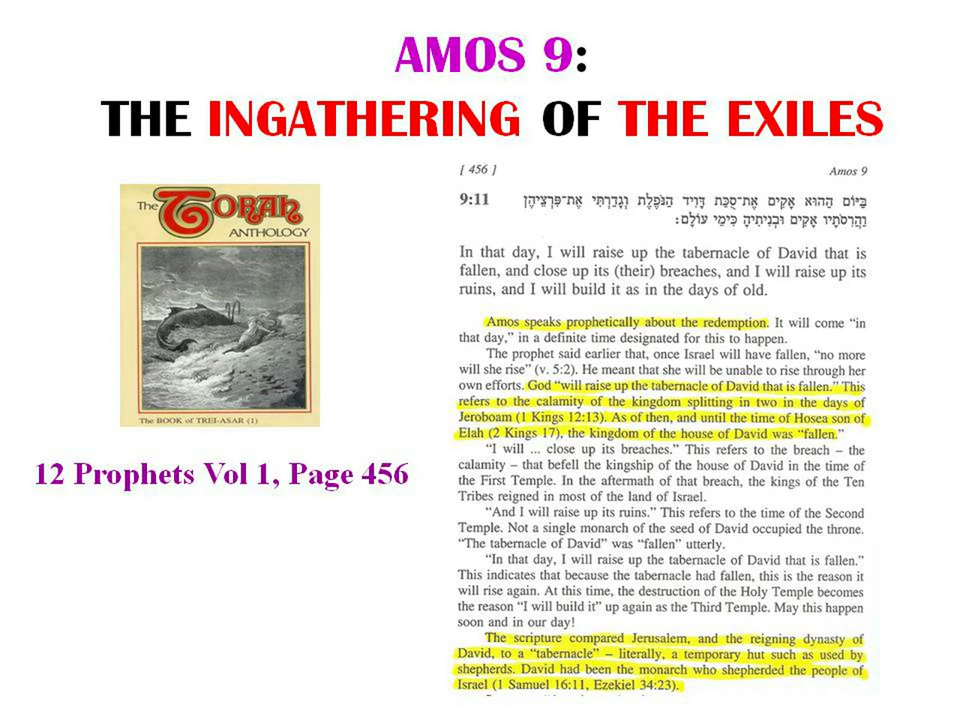 AMOS 9:
THE INGATHERING OF THE EXILES
The TORAH
ANTHOLOGY
The BOOK of TREI-ASAR (1)
12 Prophets Vol 1, Page 456
[ 456 ] Amos 9
9:11 בַּיּוֹם הַהוּא אָקִים אֶת־סֻכַּת דָּוִיד הַנֹּפֶלֶת וְגָדַרְתִּי אֶת־פִּרְצֵיהֶן
וַהֲרִסֹתָיו אָקִים וּבְנִיתִיהָ כִּימֵי עוֹלָם:
In that day, I will raise up the tabernacle of David that is
fallen, and close up its (their) breaches, and I will raise up its
ruins, and I will build it as in the days of old.
Amos speaks prophetically about the redemption. It will come “in
that day,” in a definite time designated for this to happen.
The prophet said earlier that, once Israel will have fallen, “no more
will she rise” (v. 5:2). He meant that she will be unable to rise through her
own efforts. God “will raise up the tabernacle of David that is fallen.” This
refers to the calamity of the kingdom splitting in two in the days of
Jeroboam (1 Kings 12:13). As of then, and until the time of Hosea son of
Elah (2 Kings 17), the kingdom of the house of David was “fallen.”
“I will ... close up its breaches.” This refers to the breach – the
calamity – that befell the kingship of the house of David in the time of
the First Temple. In the aftermath of that breach, the kings of the Ten
Tribes reigned in most of the land of Israel.
“And I will raise up its ruins.” This refers to the time of the Second
Temple. Not a single monarch of the seed of David occupied the throne.
“The tabernacle of David” was “fallen” utterly.
“In that day, I will raise up the tabernacle of David that is fallen.”
This indicates that because the tabernacle had fallen, this is the reason it
will rise again. At this time, the destruction of the Holy Temple becomes
the reason “I will build it” up again as the Third Temple. May this happen
soon and in our day!
The scripture compared Jerusalem, and the reigning dynasty of
David, to a “tabernacle” – literally, a temporary hut such as used by
shepherds. David had been the monarch who shepherded the people of
Israel (1 Samuel 16:11, Ezekiel 34:23).